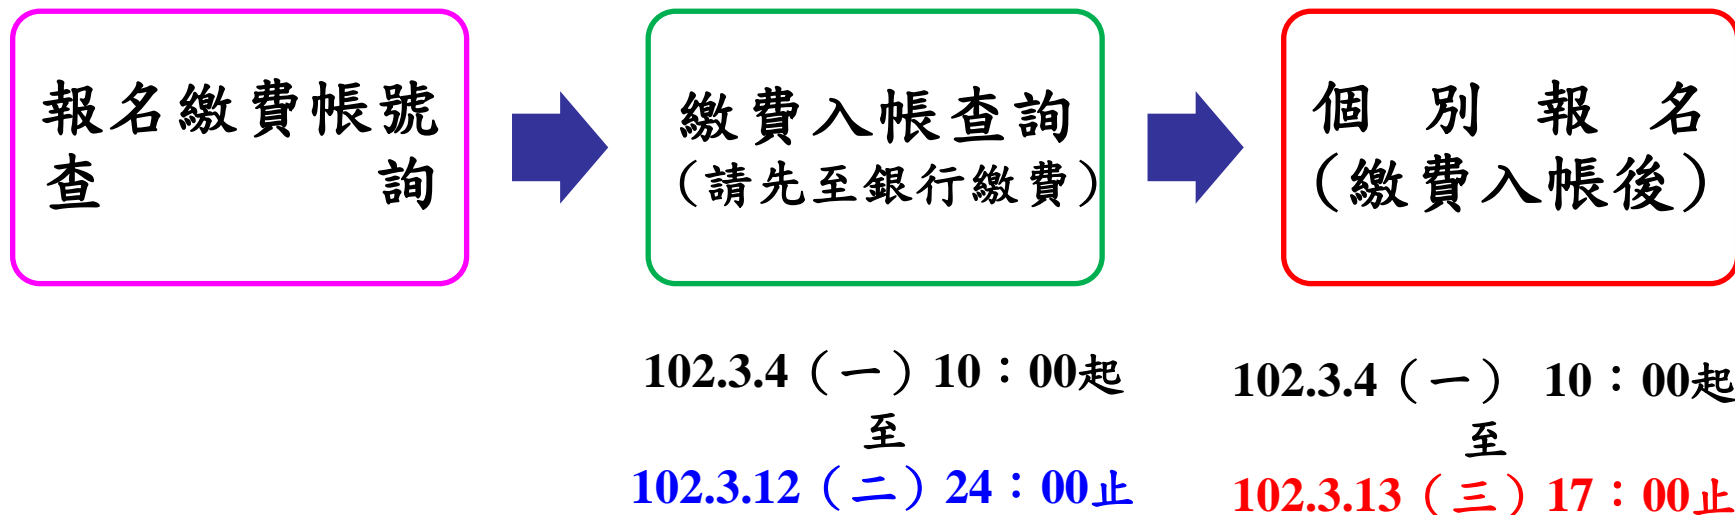 報名繳費帳號
查詢
繳費入帳查詢
（請先至銀行繳費）
個別報名
（繳費入帳後）
102.3.4（一）10：00起
至
102.3.12（二）24：00止
102.3.4（一） 10：00起
至
102.3.13（三）17：00止